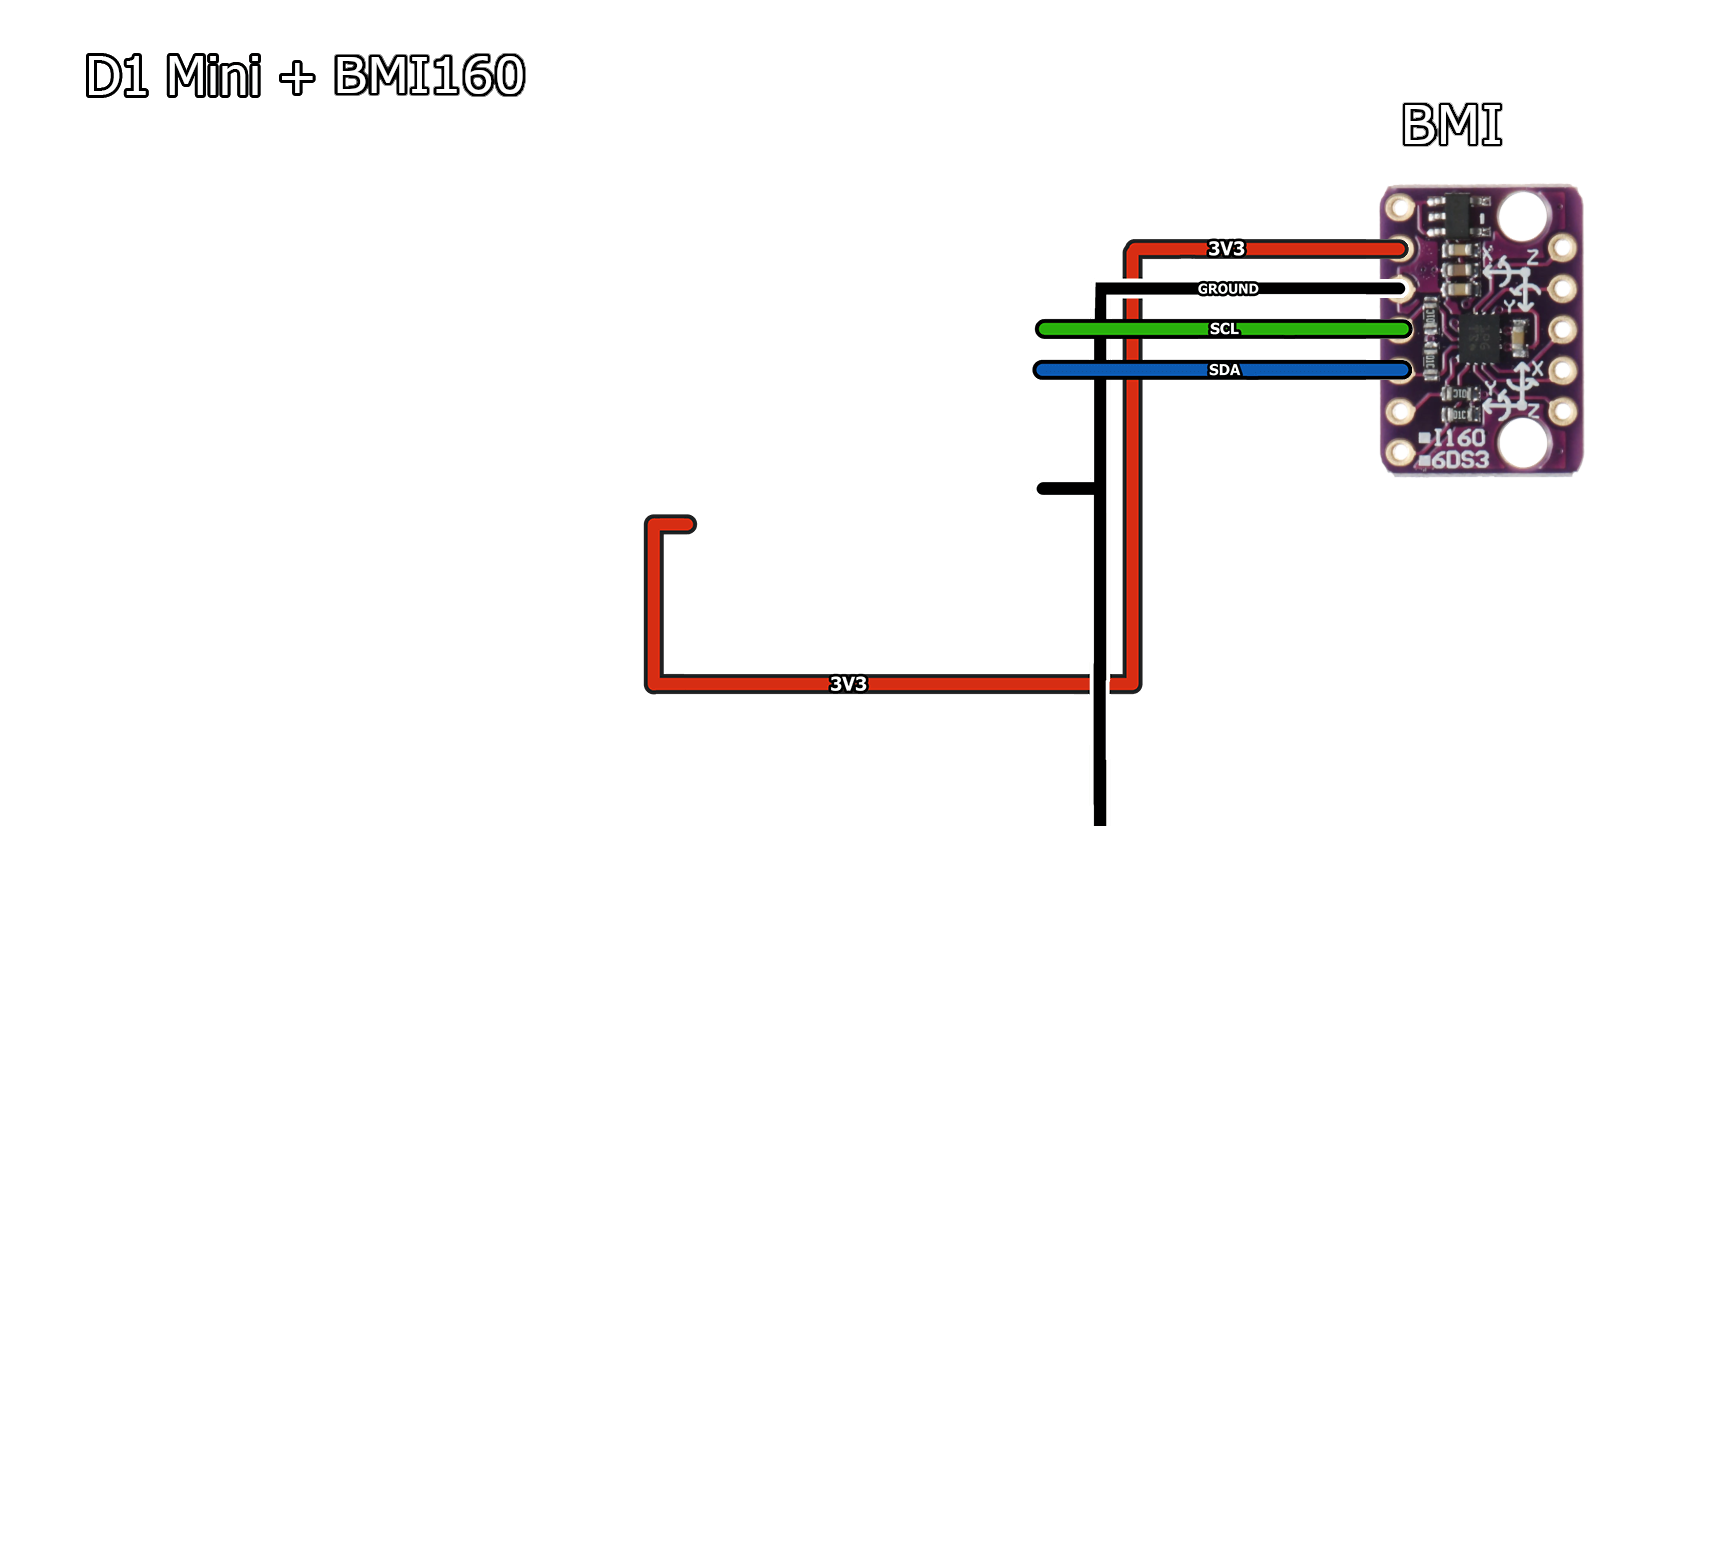 D1 Mini + BMI160
BMI
3V3
GROUND
SCL
SDA
X
Z
Y
X
Y
Z
I160
6DS3
3V3